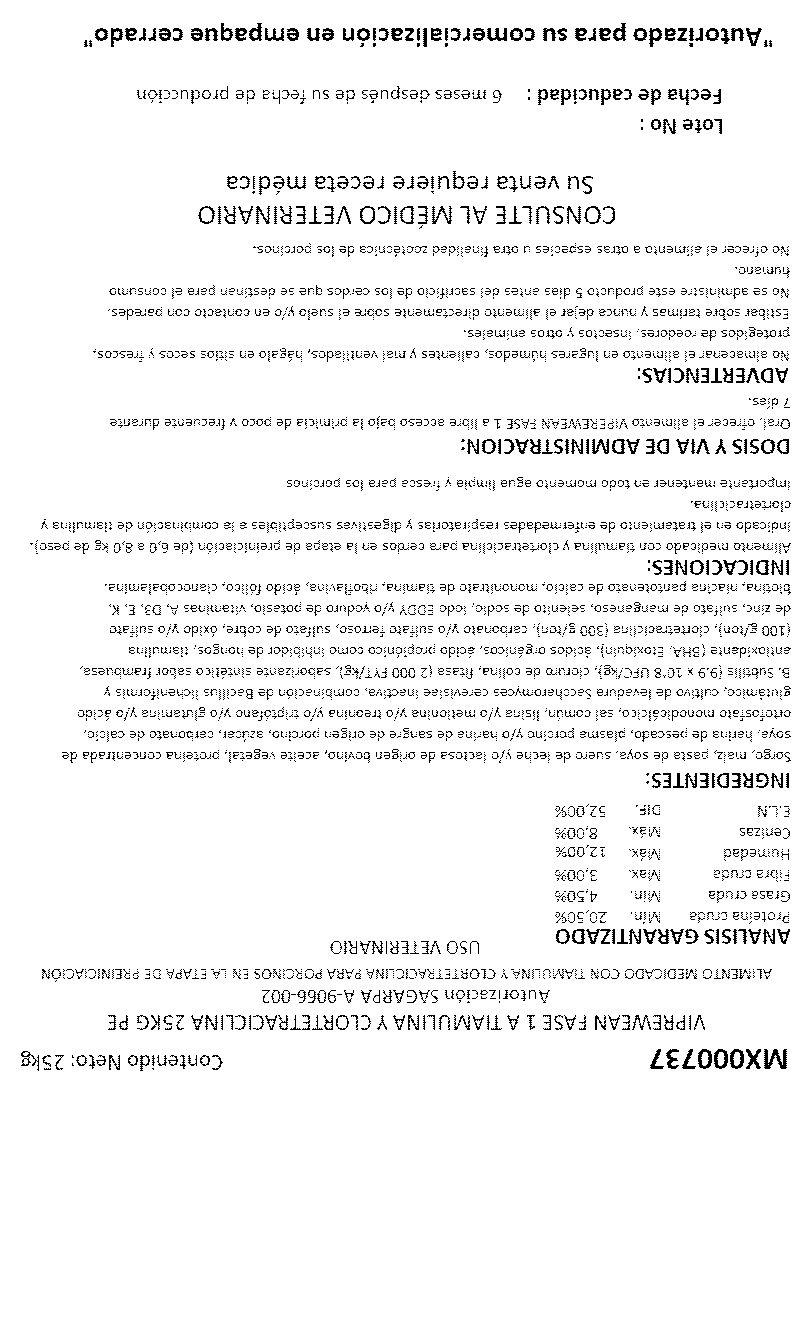 MX000737 Contenido Neto: 25kg
VIPREWEAN FASE 1 A TIAMULINA Y CLORTETRACICLINA 25KG PE
Autorización SAGARPA A-9066-002
ALIMENTO MEDICADO CON TIAMULINA Y CLORTETRACICLINA PARA PORCINOS EN LA ETAPA DE PREINICIACIÓN
USO VETERINARIO
ANALISIS GARANTIZADO
Proteína cruda Mín. 20,50%
Grasa cruda Mín. 4,50%
Fibra cruda Max. 3,00%
Humedad Máx. 12,00%
Cenizas Máx. 8,00%
E.L.N DIF. 52,00%
INGREDIENTES:
Sorgo, maíz, pasta de soya, suero de leche y/o lactosa de origen bovino, aceite vegetal, proteína concentrada de
soya, harina de pescado, plasma porcino y/o harina de sangre de origen porcino, azúcar, carbonato de calcio,
ortofosfato monodicálcico, sal común, lisina y/o metionina y/o treonina y/o triptófano y/o glutamina y/o ácido
glutámico, cultivo de levadura Saccharomyces cerevisiae inactiva, combinación de Bacillus licheniformis y
B. Subtilis (9.9 x 10'8 UFC/kg), cloruro de colina, fitasa (2 000 FYT/kg), saborizante sintético sabor frambuesa,
antioxidante (BHA, Etoxiquin), ácidos orgánicos, ácido propiónico como inhibidor de hongos, tiamulina
(100 g/ton), clortetraciclina (300 g/ton), carbonato y/o sulfato ferroso, sulfato de cobre, óxido y/o sulfato
de zinc, sulfato de manganeso, selenito de sodio, iodo EDDY y/o yoduro de potasio, vitaminas A, D3, E, K,
biotina, niacina pantotenato de calcio, mononitrato de tiamina, riboflavina, ácido fólico, cianocobalamina.
INDICACIONES:
Alimento medicado con tiamulina y clortetraciclina para cerdos en la etapa de preiniciación (de 6,0 a 8,0 kg de peso).
indicado en el tratamiento de enfermedades respiratorias y digestivas susceptibles a la combinación de tiamulina y
clortetraciclina.
importante mantener en todo momento agua limpia y fresca para los porcinos
DOSIS Y VIA DE ADMINISTRACION:
Oral, ofrecer el alimento VIPEREWEAN FASE 1 a libre acceso bajo la primicia de poco y frecuente durante
7 días.
ADVERTENCIAS:
No almacenar el alimento en lugares húmedos, calientes y mal ventilados, hágalo en sitios secos y frescos,
protegidos de roedores, insectos y otros animales.
Estibar sobre tarimas y nunca dejar el alimento directamente sobre el suelo y/o en contacto con paredes.
No se administre este producto 5 días antes del sacrificio de los cerdos que se destinan para el consumo
humano.
No ofrecer el alimento a otras especies u otra finalidad zootécnica de los porcinos.
CONSULTE AL MÉDICO VETERINARIO
Su venta requiere receta médica
Lote No :
Fecha de caducidad : 6 meses después de su fecha de producción
"Autorizado para su comercialización en empaque cerrado"